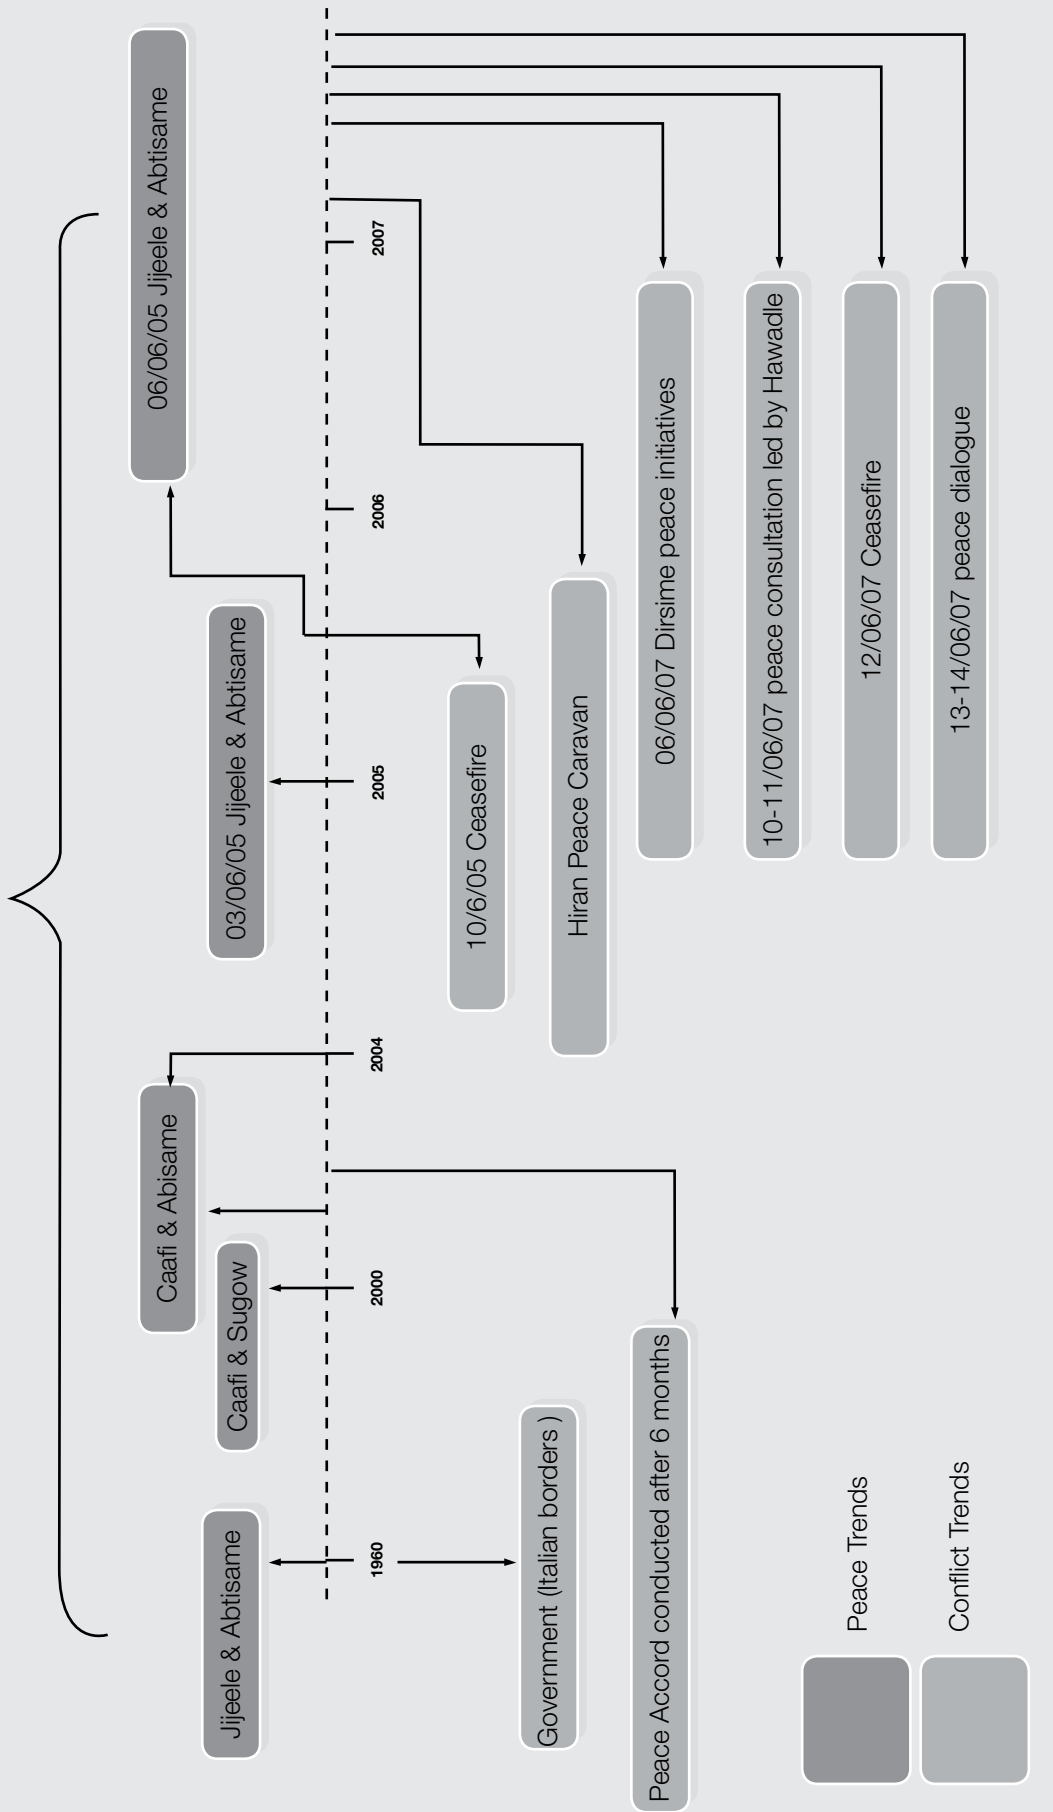 Jijeele & Abtisame
Caafi & Sugow
Caafi & Abisame
03/06/05 Jijeele & Abtisame
06/06/05 Jijeele & Abtisame
1960
2000
2004
2005
2006
2007
Government (Italian borders )
Peace Accord conducted after 6 months
10/6/05 Ceasefire
Hiran Peace Caravan
06/06/07 Dirsime peace initiatives
10-11/06/07 peace consultation led by Hawadle
12/06/07 Ceasefire
13-14/06/07 peace dialogue
Peace Trends
Conflict Trends